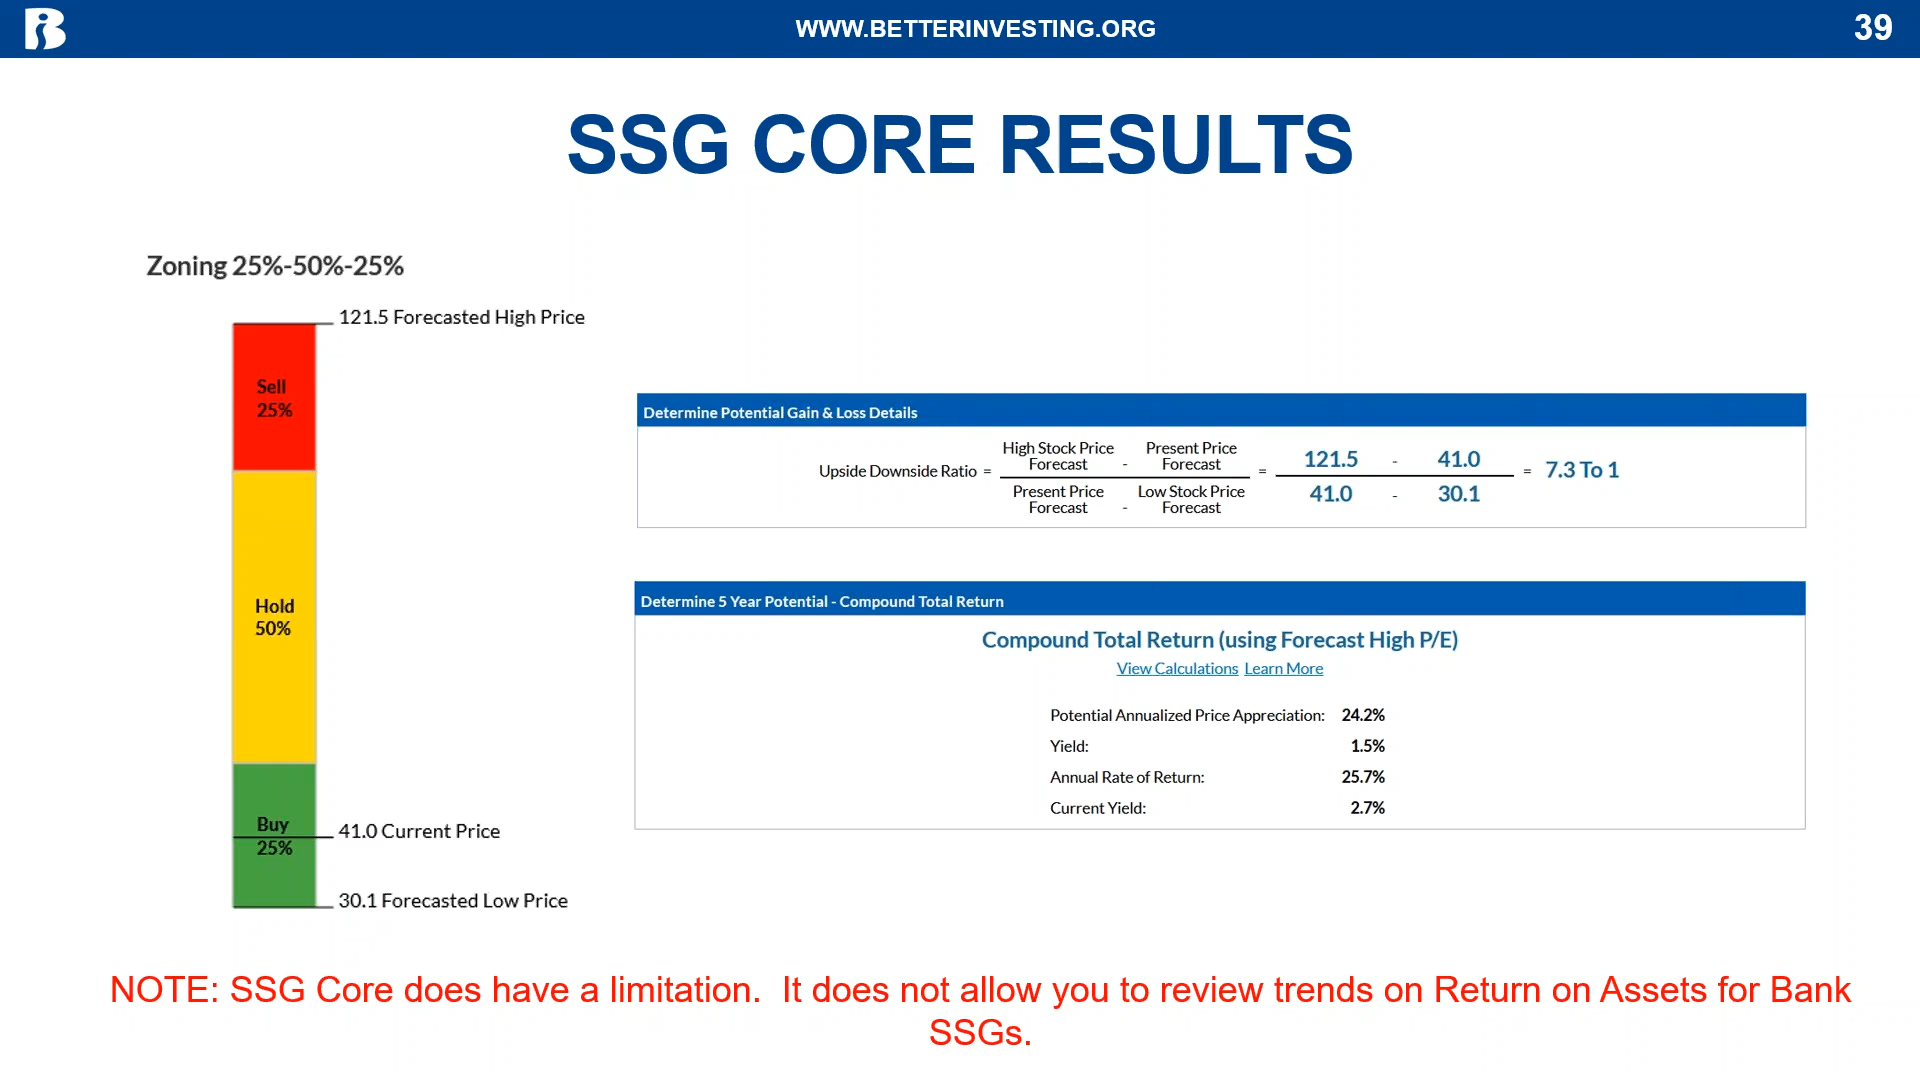 WWW.BETTERINVESTING.ORG
39
SSG CORE RESULTS
Zoning 25%-50%-25%
121.5 Forecasted High Price
Sell
25%
Hold
50%
Buy
25%
41.0 Current Price
30.1 Forecasted Low Price
Determine Potential Gain & Loss Details
Upside Downside Ratio = High Stock Price Forecast - Present Price Forecast
Present Price Forecast - Low Stock Price Forecast
= 121.5 - 41.0
41.0 - 30.1
= 7.3 To 1
Determine 5 Year Potential - Compound Total Return
Compound Total Return (using Forecast High P/E)
View Calculations Learn More
Potential Annualized Price Appreciation: 24.2%
Yield: 1.5%
Annual Rate of Return: 25.7%
Current Yield: 2.7%
NOTE: SSG Core does have a limitation.  It does not allow you to review trends on Return on Assets for Bank
SSGs.